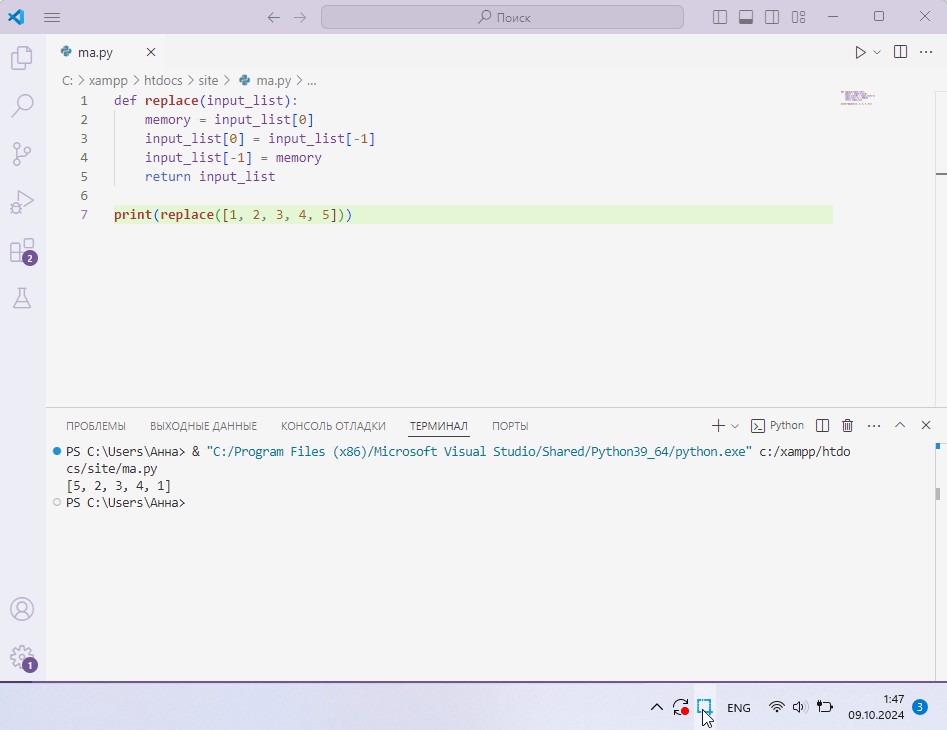 Поиск
ma.py
C: > xampp > htdocs > site > ma.py > ...
1 def replace(input_list):
2 memory = input_list[0]
3 input_list[0] = input_list[-1]
4 input_list[-1] = memory
5 return input_list
6
7 print(replace([1, 2, 3, 4, 5]))
2
ПРОБЛЕМЫ ВЫХОДНЫЕ ДАННЫЕ КОНСОЛЬ ОТЛАДКИ ТЕРМИНАЛ ПОРТЫ Python
PS C:\Users\Анна> & "C:/Program Files (x86)/Microsoft Visual Studio/Shared/Python39_64/python.exe" c:/xampp/htdo
cs/site/ma.py
[5, 2, 3, 4, 1]
PS C:\Users\Анна>
1
ENG 1:47
09.10.2024 3